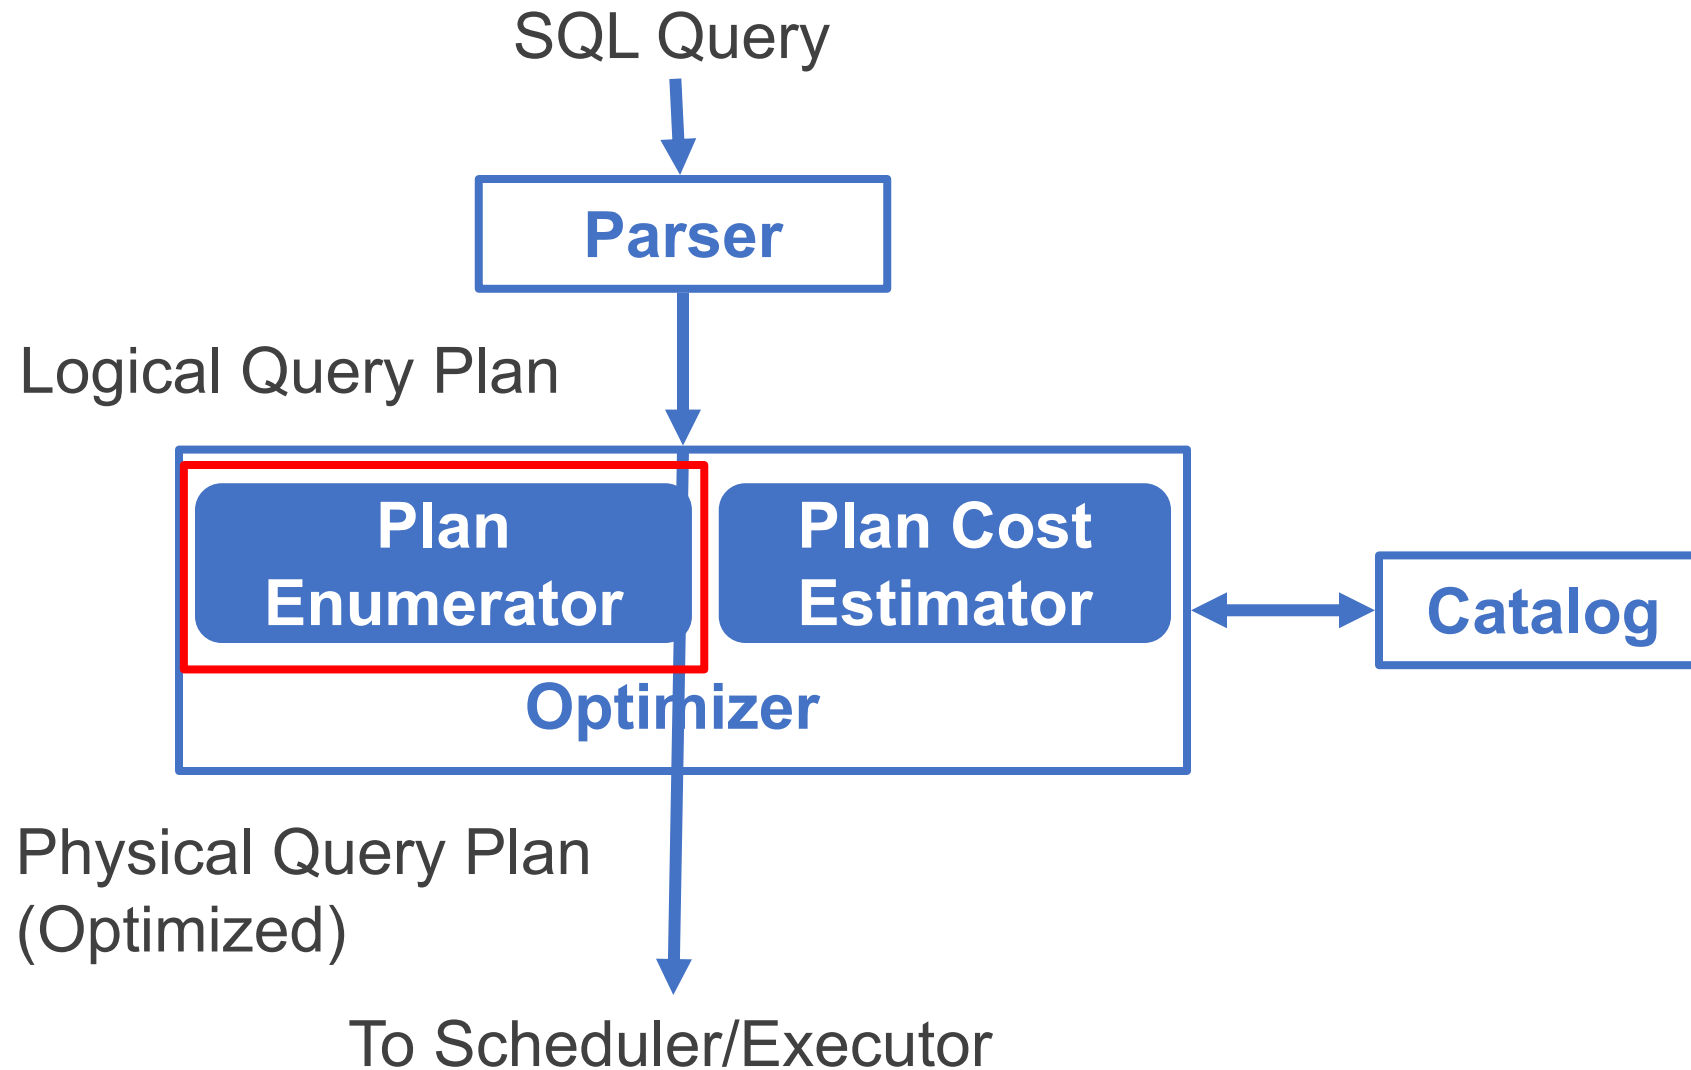 SQL Query
Parser
Logical Query Plan
Plan
Enumerator
Plan Cost
Estimator
Catalog
Optimizer
Physical Query Plan
(Optimized)
To Scheduler/Executor